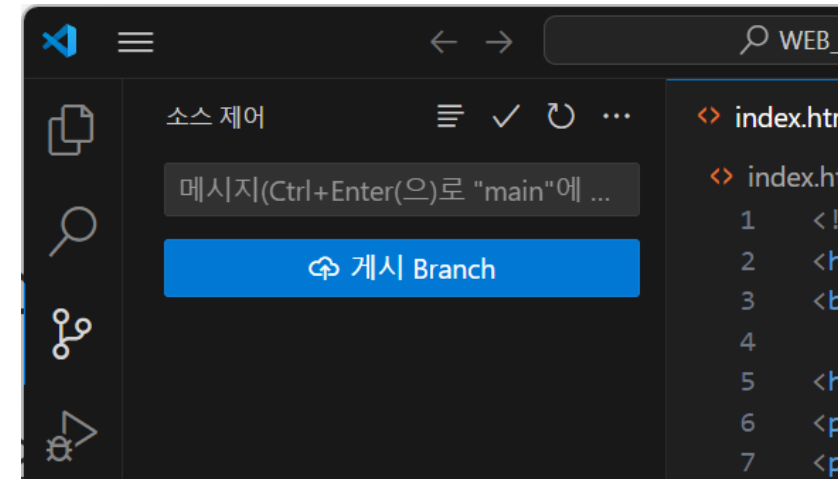 WEB_
소스 제어
메시지(Ctrl+Enter(으)로 "main"에 ...
게시 Branch
index.htm
index.h
1 <!
2 <h
3 <b
4
5 <h
6 <p
7 <p